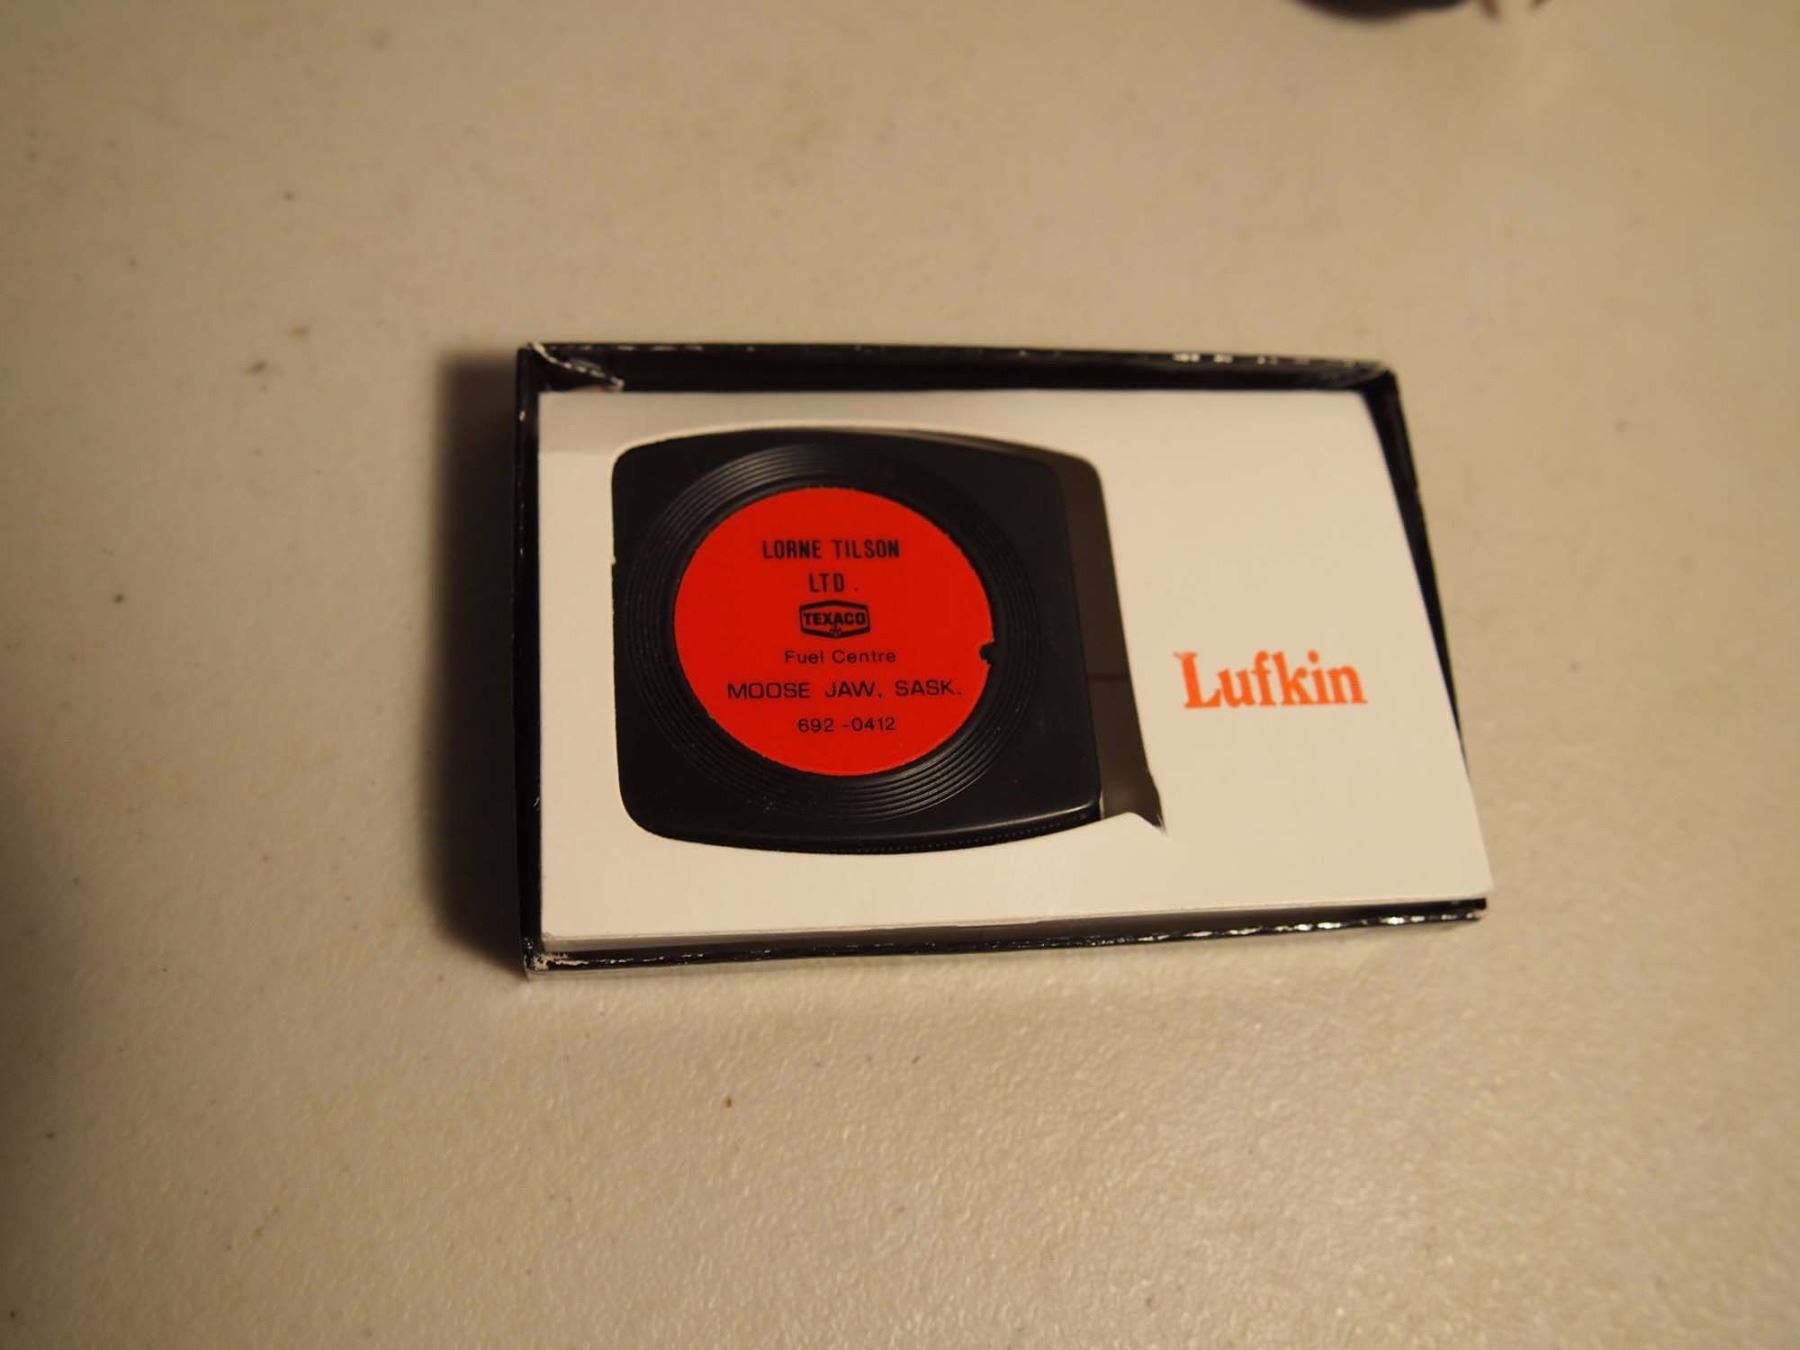 LORNE TILSON
LTD.
TEXACO
Fuel Centre
MOOSE JAW, SASK.
692-0412
Lufkin